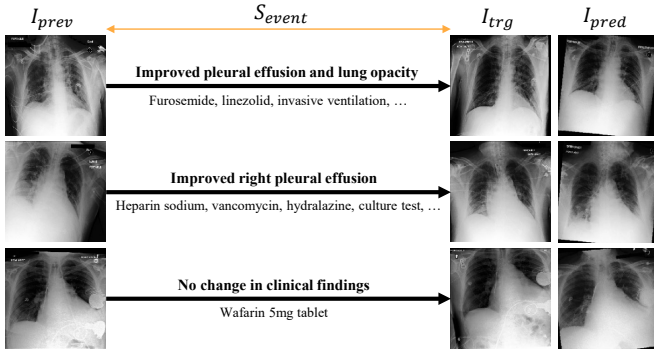 I_prev S_event I_trg I_pred
Improved pleural effusion and lung opacity
Furosemide, linezolid, invasive ventilation, …
Improved right pleural effusion
Heparin sodium, vancomycin, hydralazine, culture test, …
No change in clinical findings
Wafarin 5mg tablet